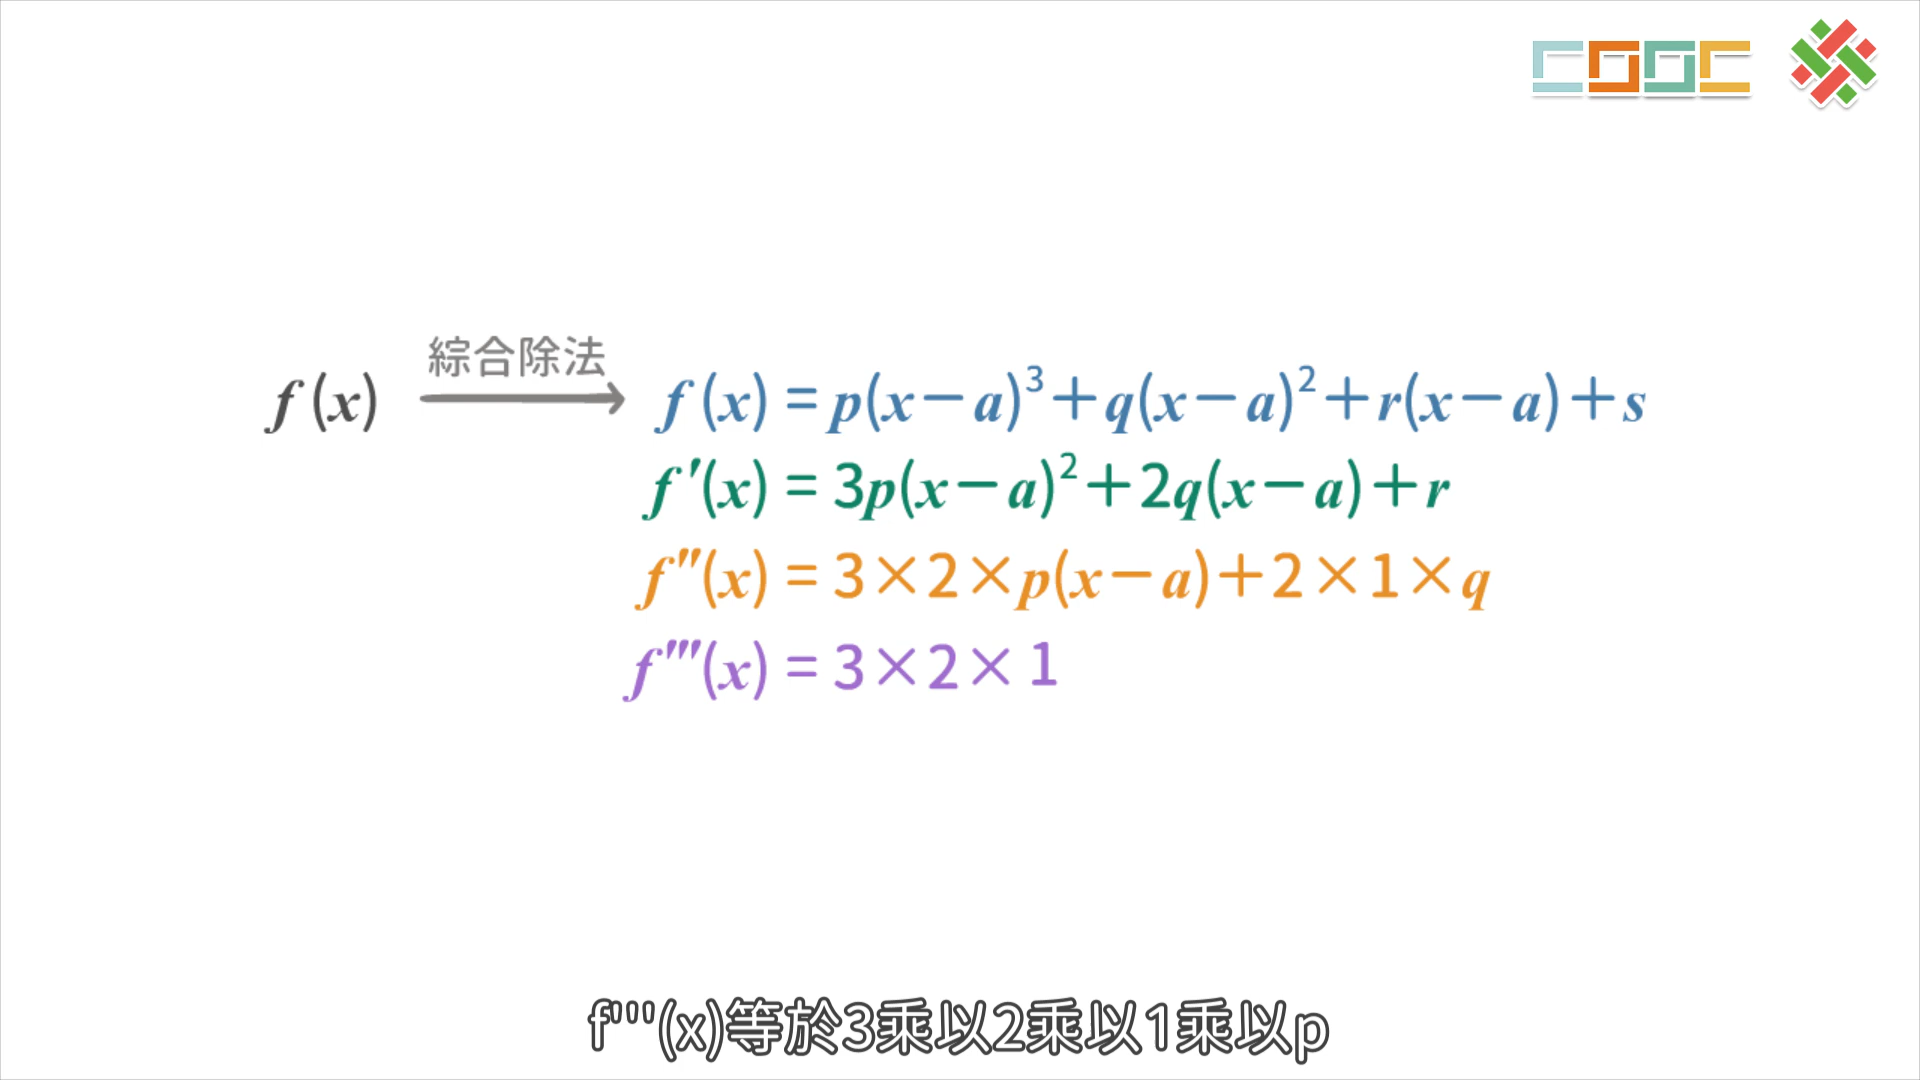 綜合除法
f(x) ⟶ f(x) = p(x−a)³+q(x−a)²+r(x−a)+s
f′(x) = 3p(x−a)²+2q(x−a)+r
f″(x) = 3×2×p(x−a)+2×1×q
f‴(x) = 3×2×1
f'''(x)等於3乘以2乘以1乘以p